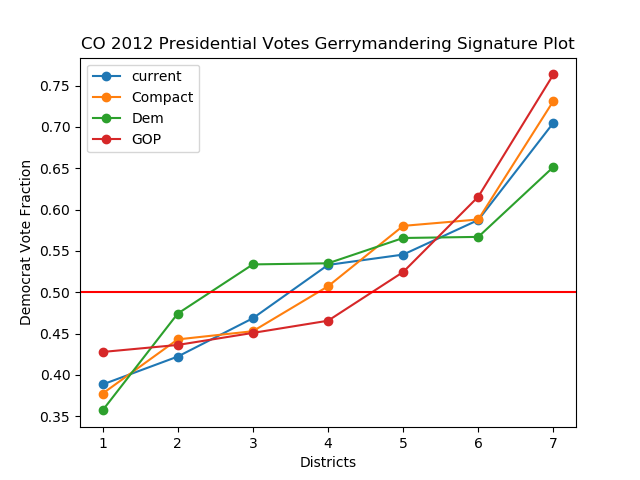 CO 2012 Presidential Votes Gerrymandering Signature Plot
current
Compact
Dem
GOP
Democrat Vote Fraction
0.75
0.70
0.65
0.60
0.55
0.50
0.45
0.40
0.35
1 2 3 4 5 6 7
Districts